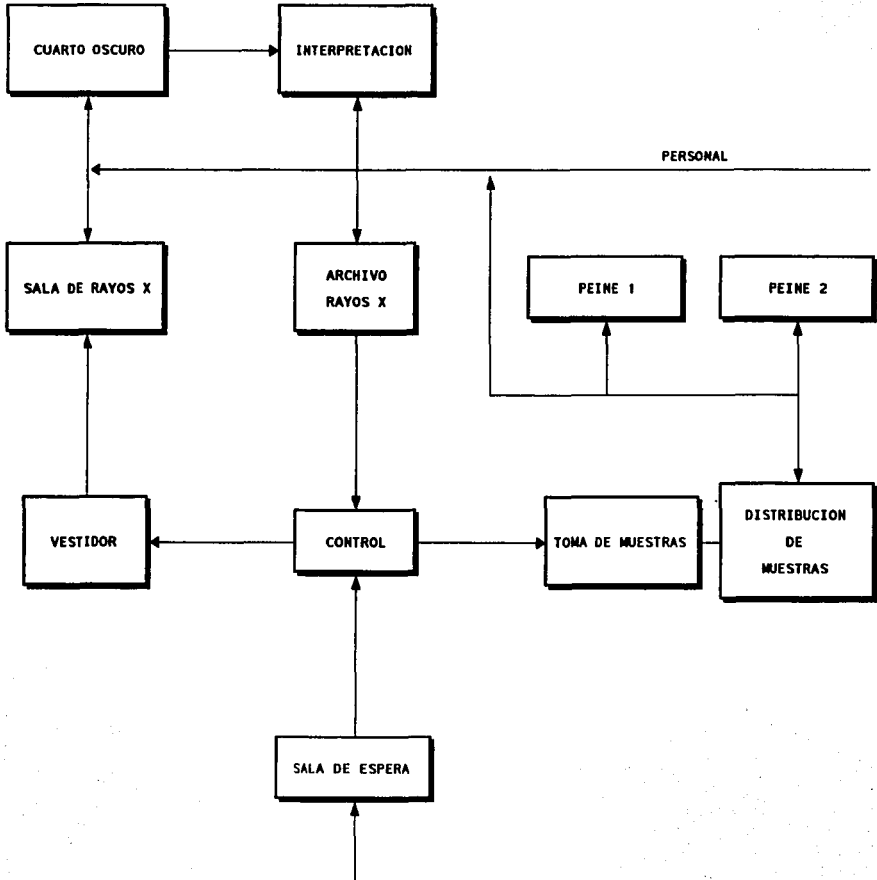 CUARTO OSCURO
INTERPRETACION
PERSONAL
SALA DE RAYOS X
ARCHIVO
RAYOS X
PEINE 1
PEINE 2
VESTIDOR
CONTROL
TOMA DE MUESTRAS
DISTRIBUCION
DE
MUESTRAS
SALA DE ESPERA